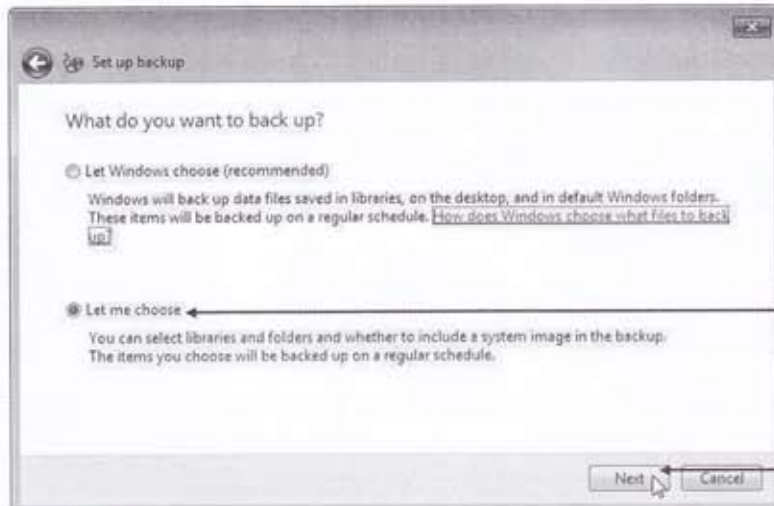 Set up backup
What do you want to back up?
Let Windows choose (recommended)
Windows will back up data files saved in libraries, on the desktop, and in default Windows folders.
These items will be backed up on a regular schedule. How does Windows choose what files to back
up?
Let me choose
You can select libraries and folders and whether to include a system image in the backup.
The items you choose will be backed up on a regular schedule.
Next Cancel